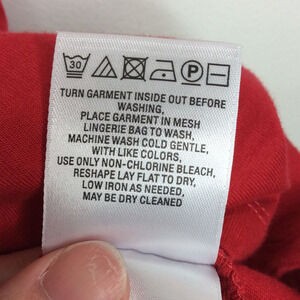 30 P
TURN GARMENT INSIDE OUT BEFORE
WASHING,
PLACE GARMENT IN MESH
LINGERIE BAG TO WASH,
MACHINE WASH COLD GENTLE,
WITH LIKE COLORS,
USE ONLY NON-CHLORINE BLEACH,
RESHAPE LAY FLAT TO DRY,
LOW IRON AS NEEDED,
MAY BE DRY CLEANED